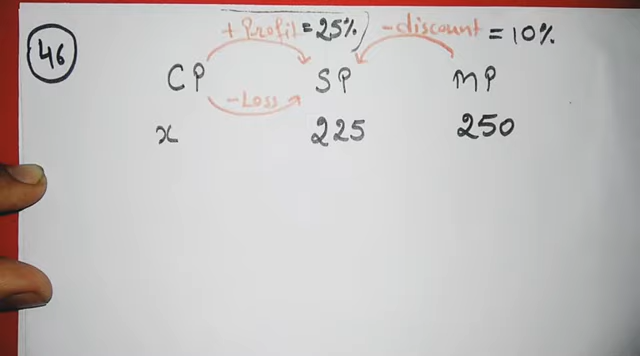 + Profit = 25% - discount = 10%
46
CP SP MP
- Loss
x 225 250